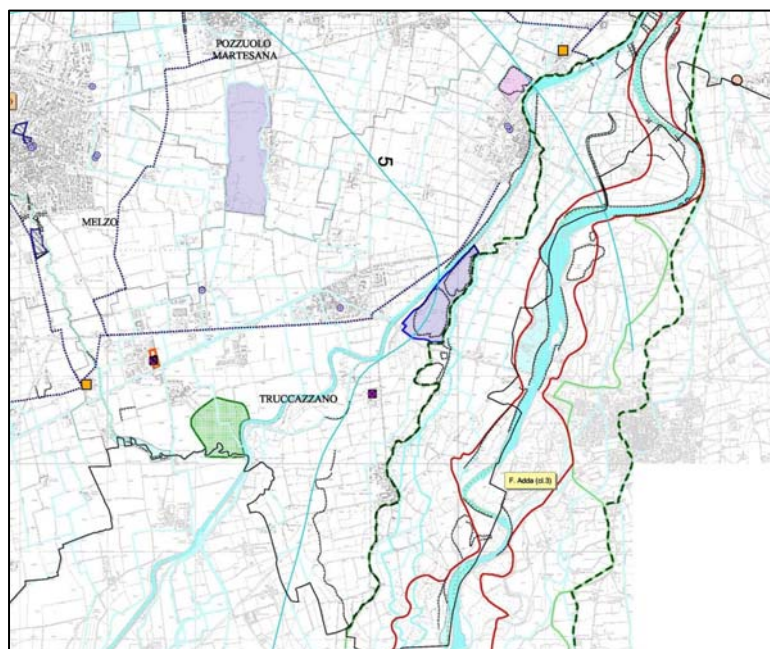 POZZUOLO
MARTESANA
5
MELZO
TRUCCAZZANO
F. Adda (cl.3)